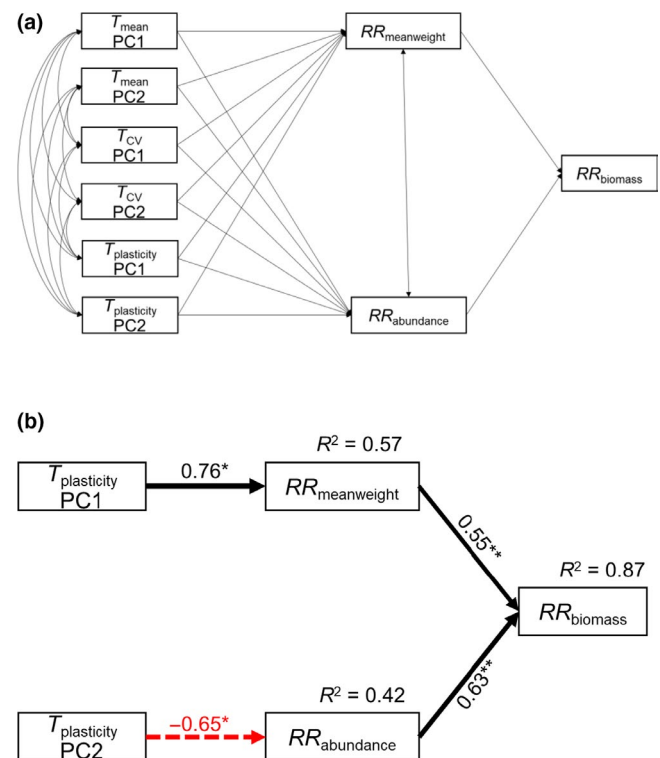 (a)
T mean
PC1
T mean
PC2
T CV
PC1
T CV
PC2
T plasticity
PC1
T plasticity
PC2
RR meanweight
RR abundance
RR biomass
(b)
T plasticity
PC1
0.76*
R² = 0.57
RR meanweight
0.55**
R² = 0.87
RR biomass
0.63**
T plasticity
PC2
−0.65*
R² = 0.42
RR abundance